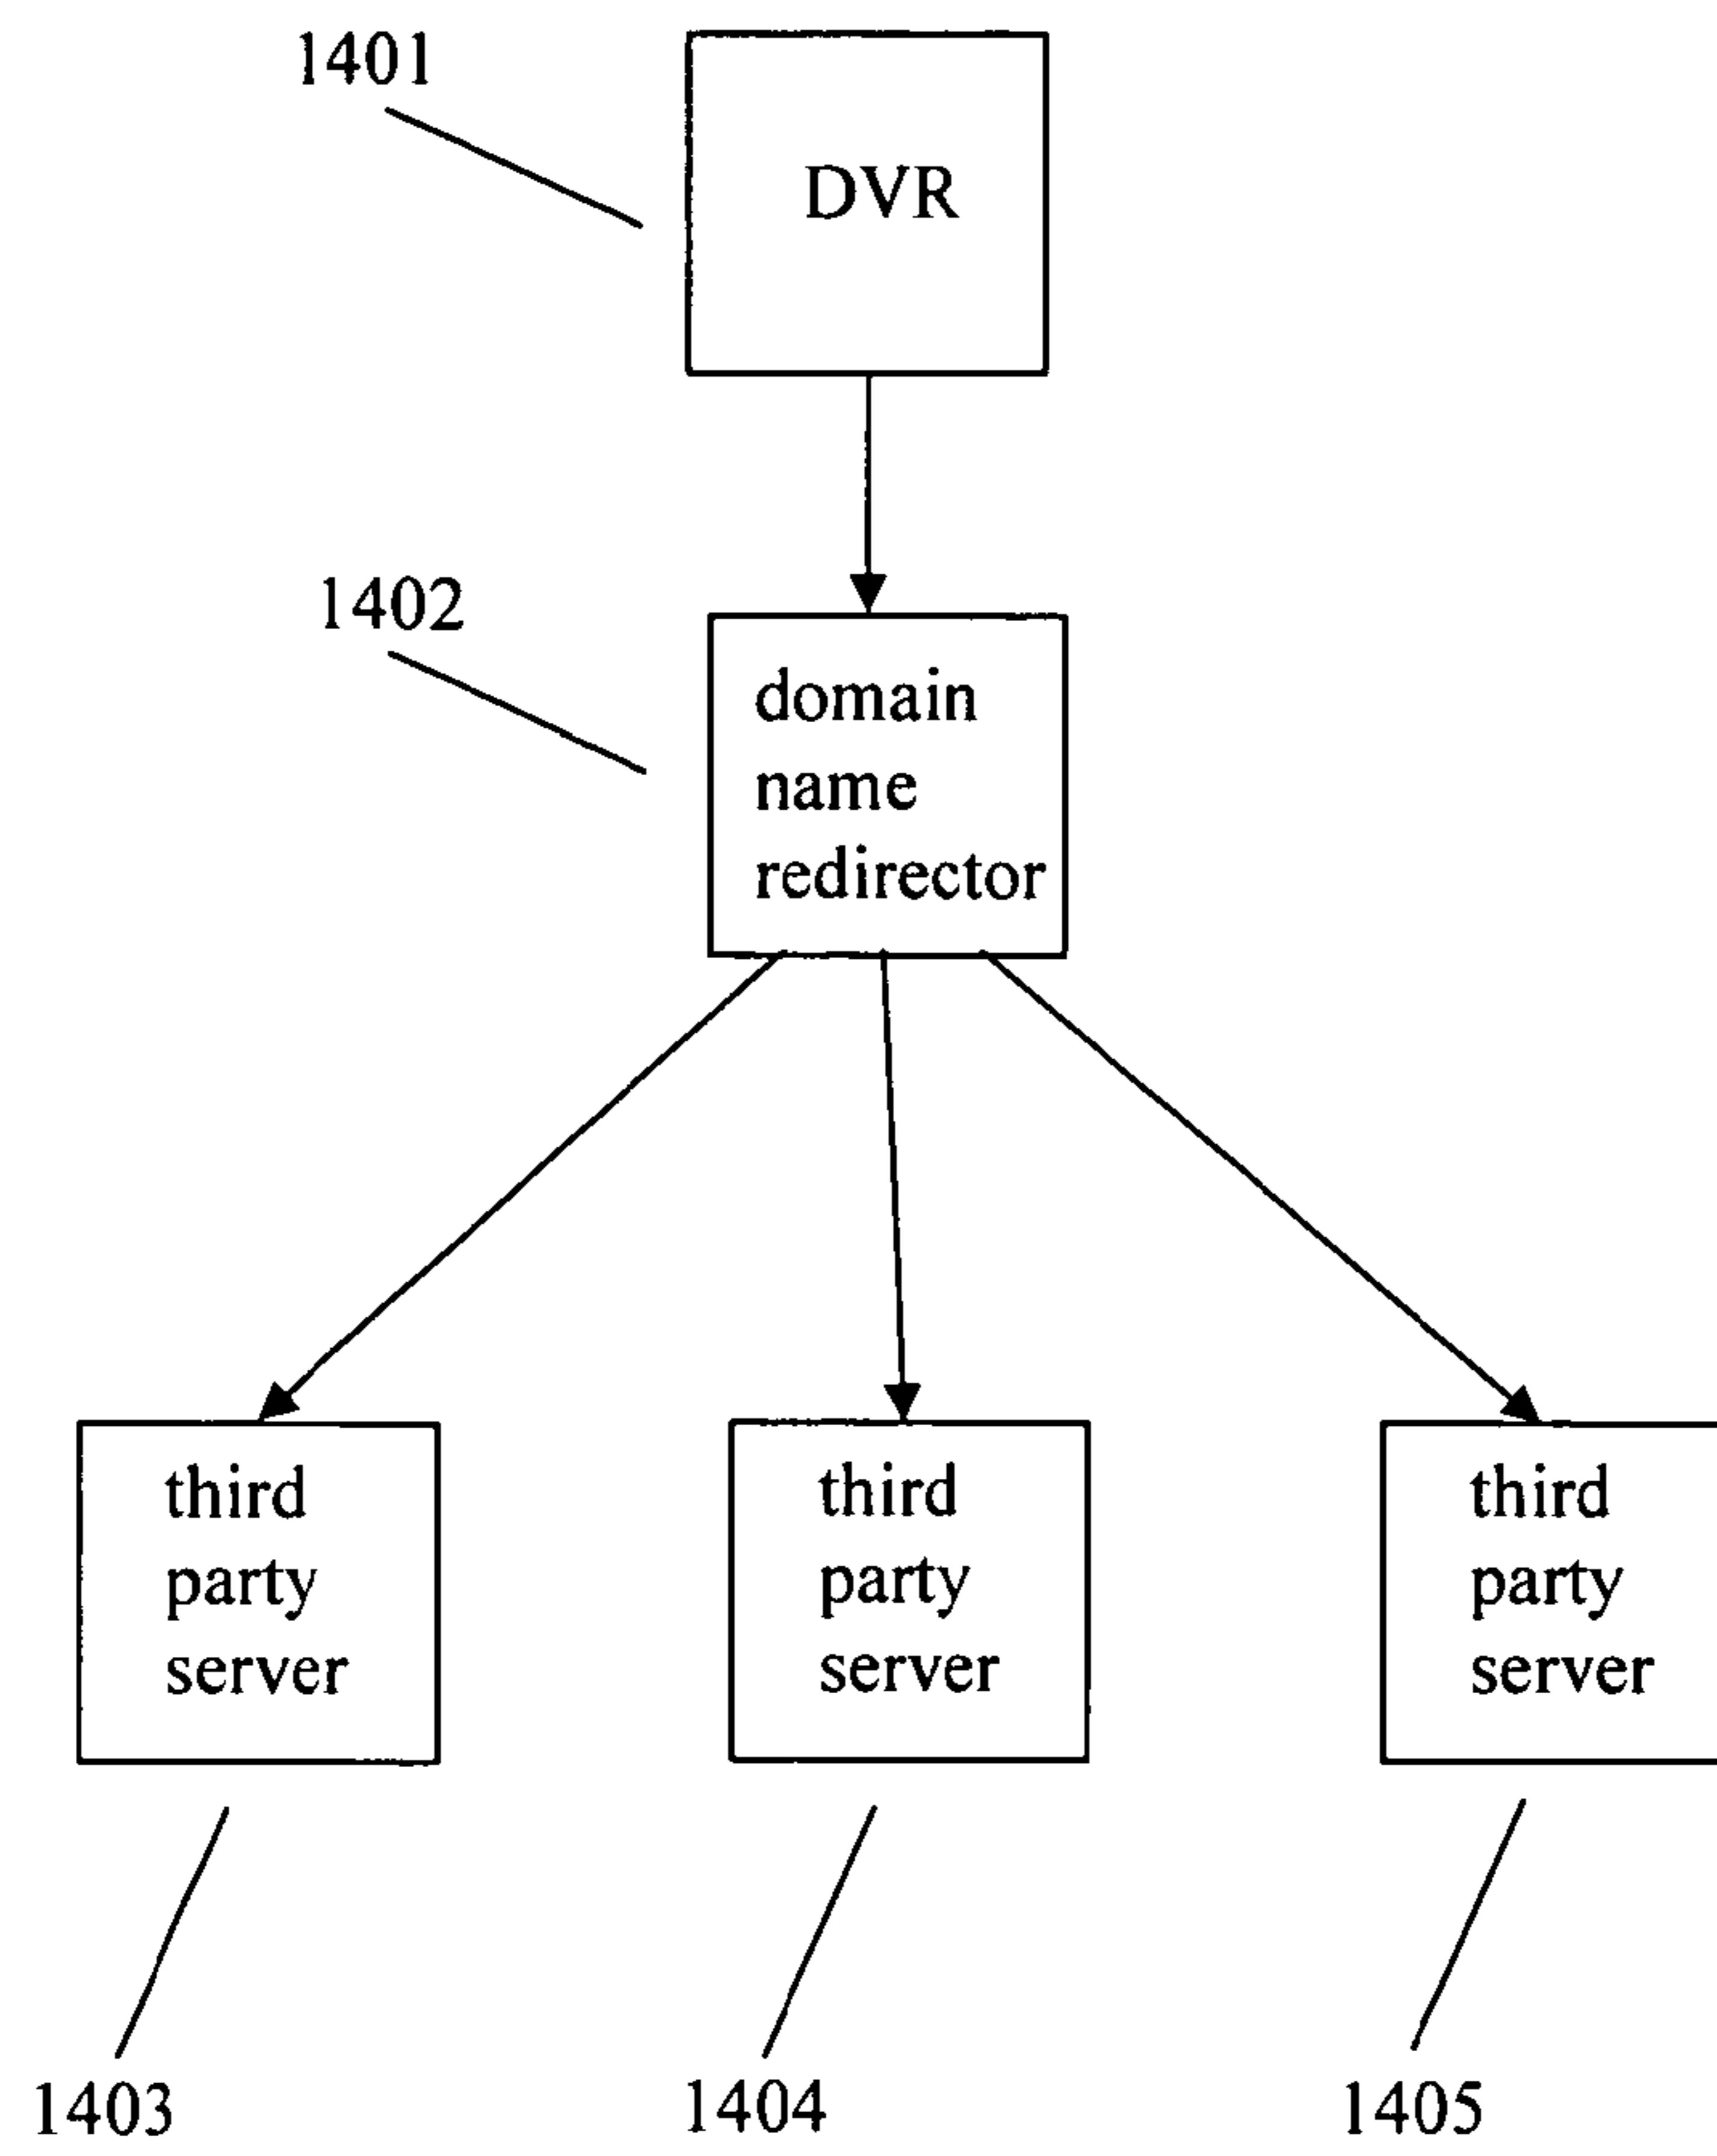 1401
DVR
1402
domain
name
redirector
third
party
server
third
party
server
third
party
server
1403
1404
1405